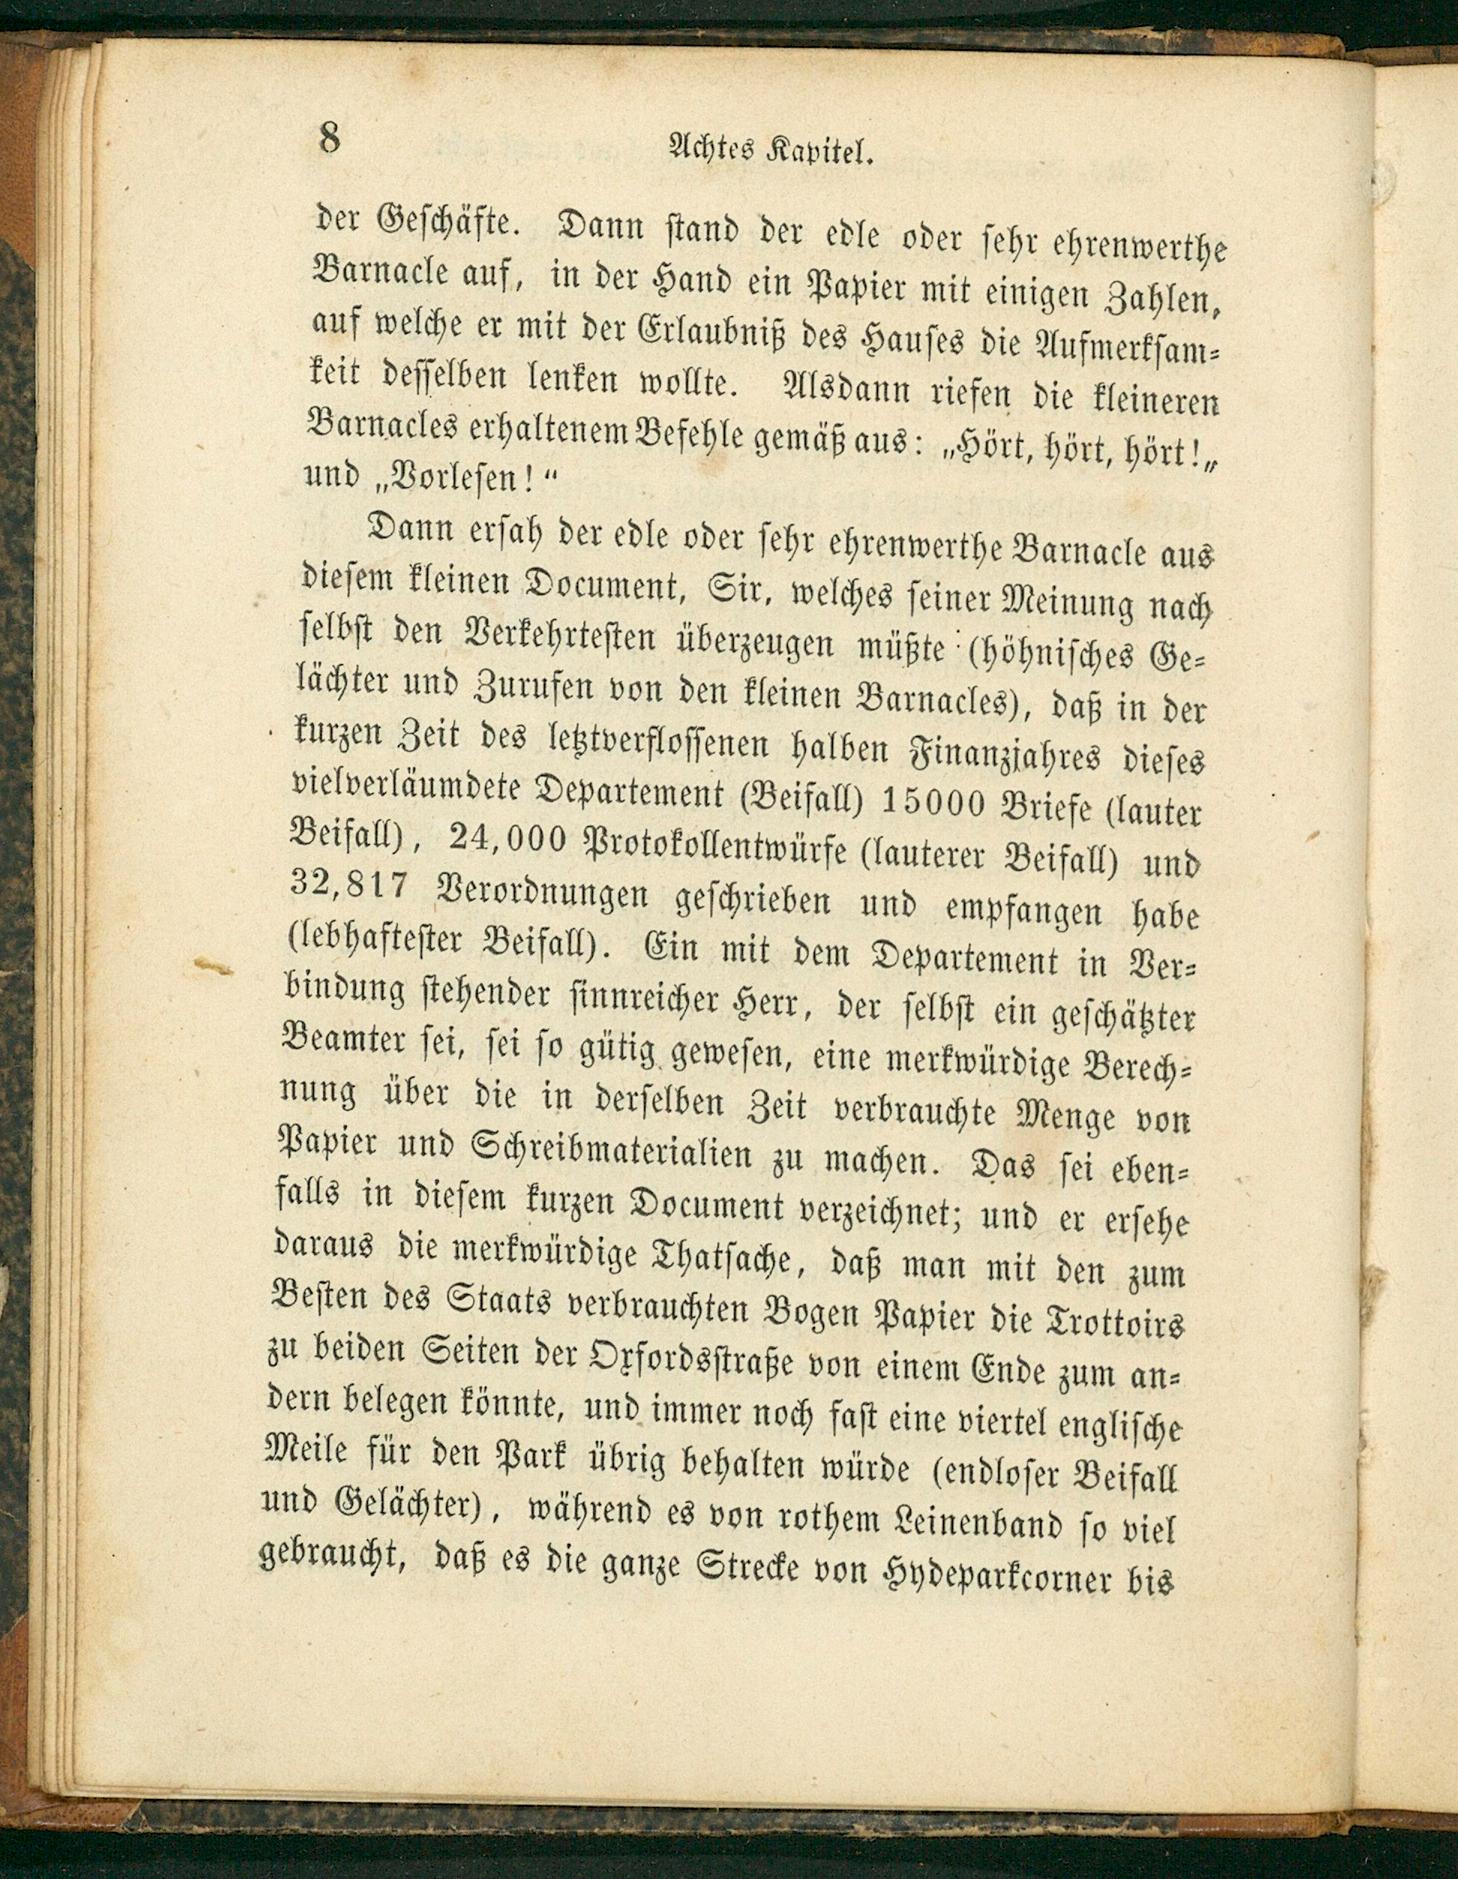 8
Achtes Kapitel.
der Geschäfte. Dann stand der edle oder sehr ehrenwerthe
Barnacle auf, in der Hand ein Papier mit einigen Zahlen,
auf welche er mit der Erlaubniß des Hauses die Aufmerksam-
keit desselben lenken wollte. Alsdann riefen die kleineren
Barnacles erhaltenem Befehle gemäß aus: „Hört, hört, hört!„
und „Vorlesen!“
Dann ersah der edle oder sehr ehrenwerthe Barnacle aus
diesem kleinen Document, Sir, welches seiner Meinung nach
selbst den Verkehrtesten überzeugen müßte (höhnisches Ge-
lächter und Zurufen von den kleinen Barnacles), daß in der
kurzen Zeit des letztverflossenen halben Finanzjahres dieses
vielverläumdete Departement (Beifall) 15000 Briefe (lauter
Beifall), 24,000 Protokollentwürfe (lauterer Beifall) und
32,817 Verordnungen geschrieben und empfangen habe
(lebhaftester Beifall). Ein mit dem Departement in Ver-
bindung stehender sinnreicher Herr, der selbst ein geschätzter
Beamter sei, sei so gütig gewesen, eine merkwürdige Berech-
nung über die in derselben Zeit verbrauchte Menge von
Papier und Schreibmaterialien zu machen. Das sei eben-
falls in diesem kurzen Document verzeichnet; und er ersehe
daraus die merkwürdige Thatsache, daß man mit den zum
Besten des Staats verbrauchten Bogen Papier die Trottoirs
zu beiden Seiten der Oxfordsstraße von einem Ende zum an-
dern belegen könnte, und immer noch fast eine viertel englische
Meile für den Park übrig behalten würde (endloser Beifall
und Gelächter), während es von rothem Leinenband so viel
gebraucht, daß es die ganze Strecke von Hydeparkcorner bis